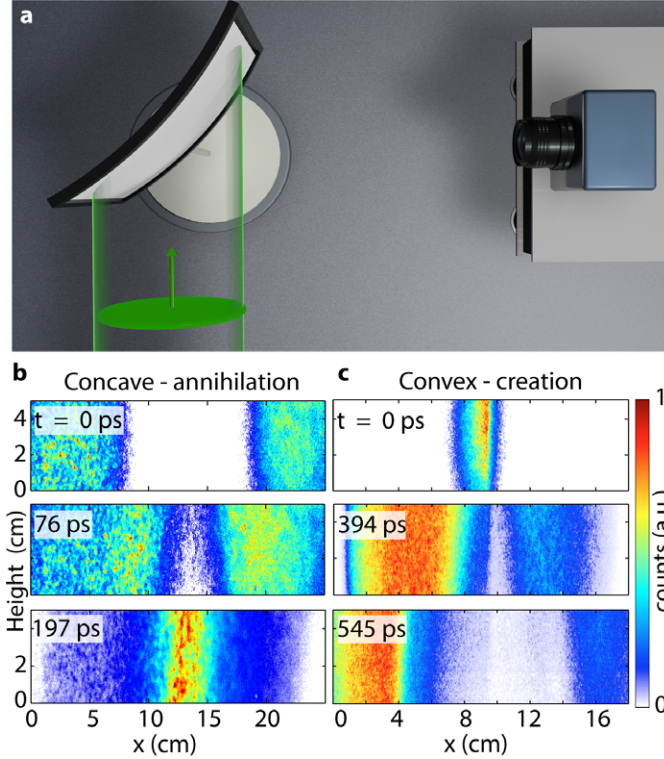 a
b
Concave - annihilation
c
Convex - creation
t = 0 ps
t = 0 ps
1
4
2
0
76 ps
394 ps
Height (cm)
counts (a.u.)
197 ps
545 ps
2
0
0 5 10 15 20
0 4 8 12 16
0
x (cm)
x (cm)